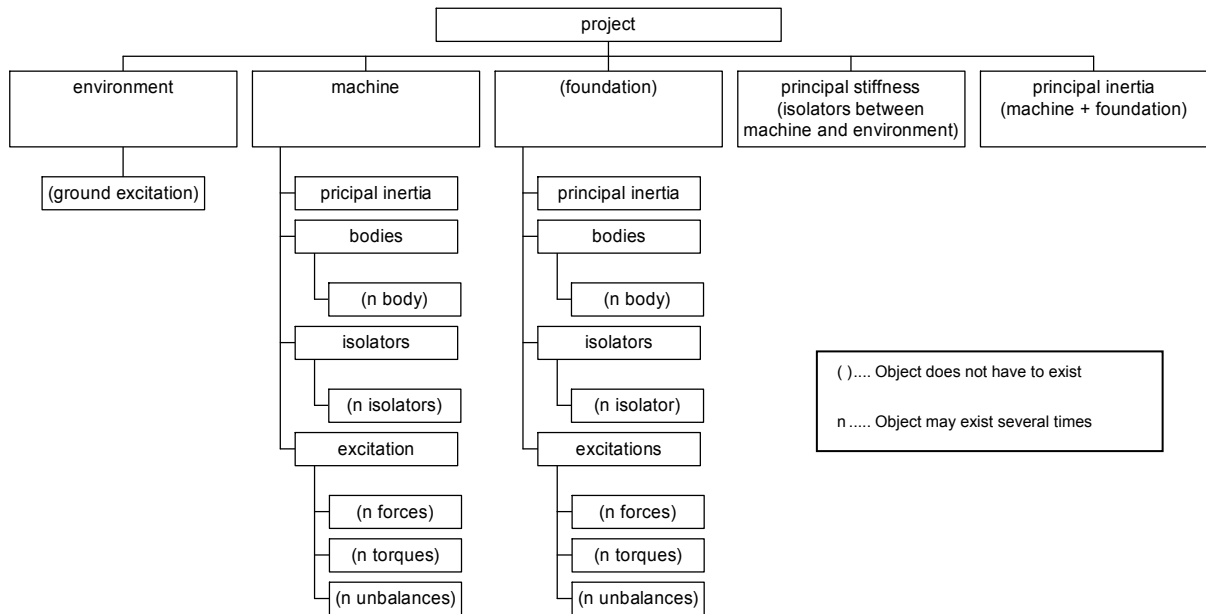 project
environment
machine
(foundation)
principal stiffness
(isolators between
machine and environment)
principal inertia
(machine + foundation)
(ground excitation)
pricipal inertia
bodies
(n body)
isolators
(n isolators)
excitation
(n forces)
(n torques)
(n unbalances)
principal inertia
bodies
(n body)
isolators
(n isolator)
excitations
(n forces)
(n torques)
(n unbalances)
( ).... Object does not have to exist
n ..... Object may exist several times